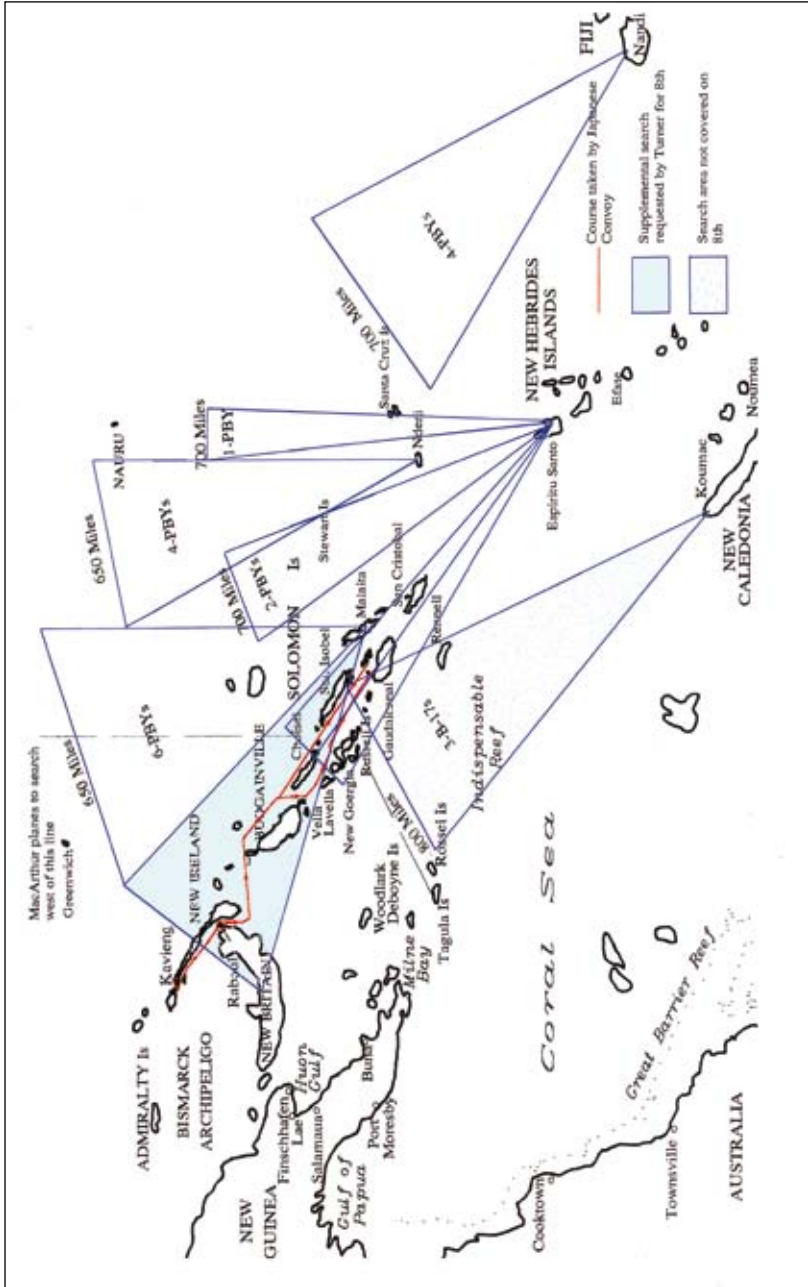 MacArthur planes to search
west of this line
Greenwich
ADMIRALTY Is
Kavieng
BISMARCK
ARCHIPELIGO
NEW IRELAND
Rabaul
NEW BRITAIN
650 Miles
6-PBYs
650 Miles
4-PBYs
NAURU
700 Miles
1-PBY
700 Miles
2-PBYs
Stewart Is
Santa Cruz Is
Ndeni
700 Miles
4-PBYs
FIJI
Nandi
NEW
GUINEA
Finschhafen
Lae
Huon
Gulf
Salamaua
Buna
Gulf of
Papua
Port
Moresby
BOUGAINVILLE
SOLOMON Is
Sta. Isobel
Malaita
Vella
Lavella
Russell Is
San Cristobal
Rennell
Woodlark
Deboyne Is
Milne
Bay
Tagula Is
Rossel Is
800 Miles
3-B-17s
Indispensable
Reef
Espiritu Santo
NEW HEBRIDES
ISLANDS
Efate
Coral Sea
Koumac
NEW
CALEDONIA
Noumea
Great Barrier Reef
Cooktown
Townsville
AUSTRALIA
Course taken by Japanese
Convoy
Supplemental search
requested by Turner for 8th
Search area not covered on
8th